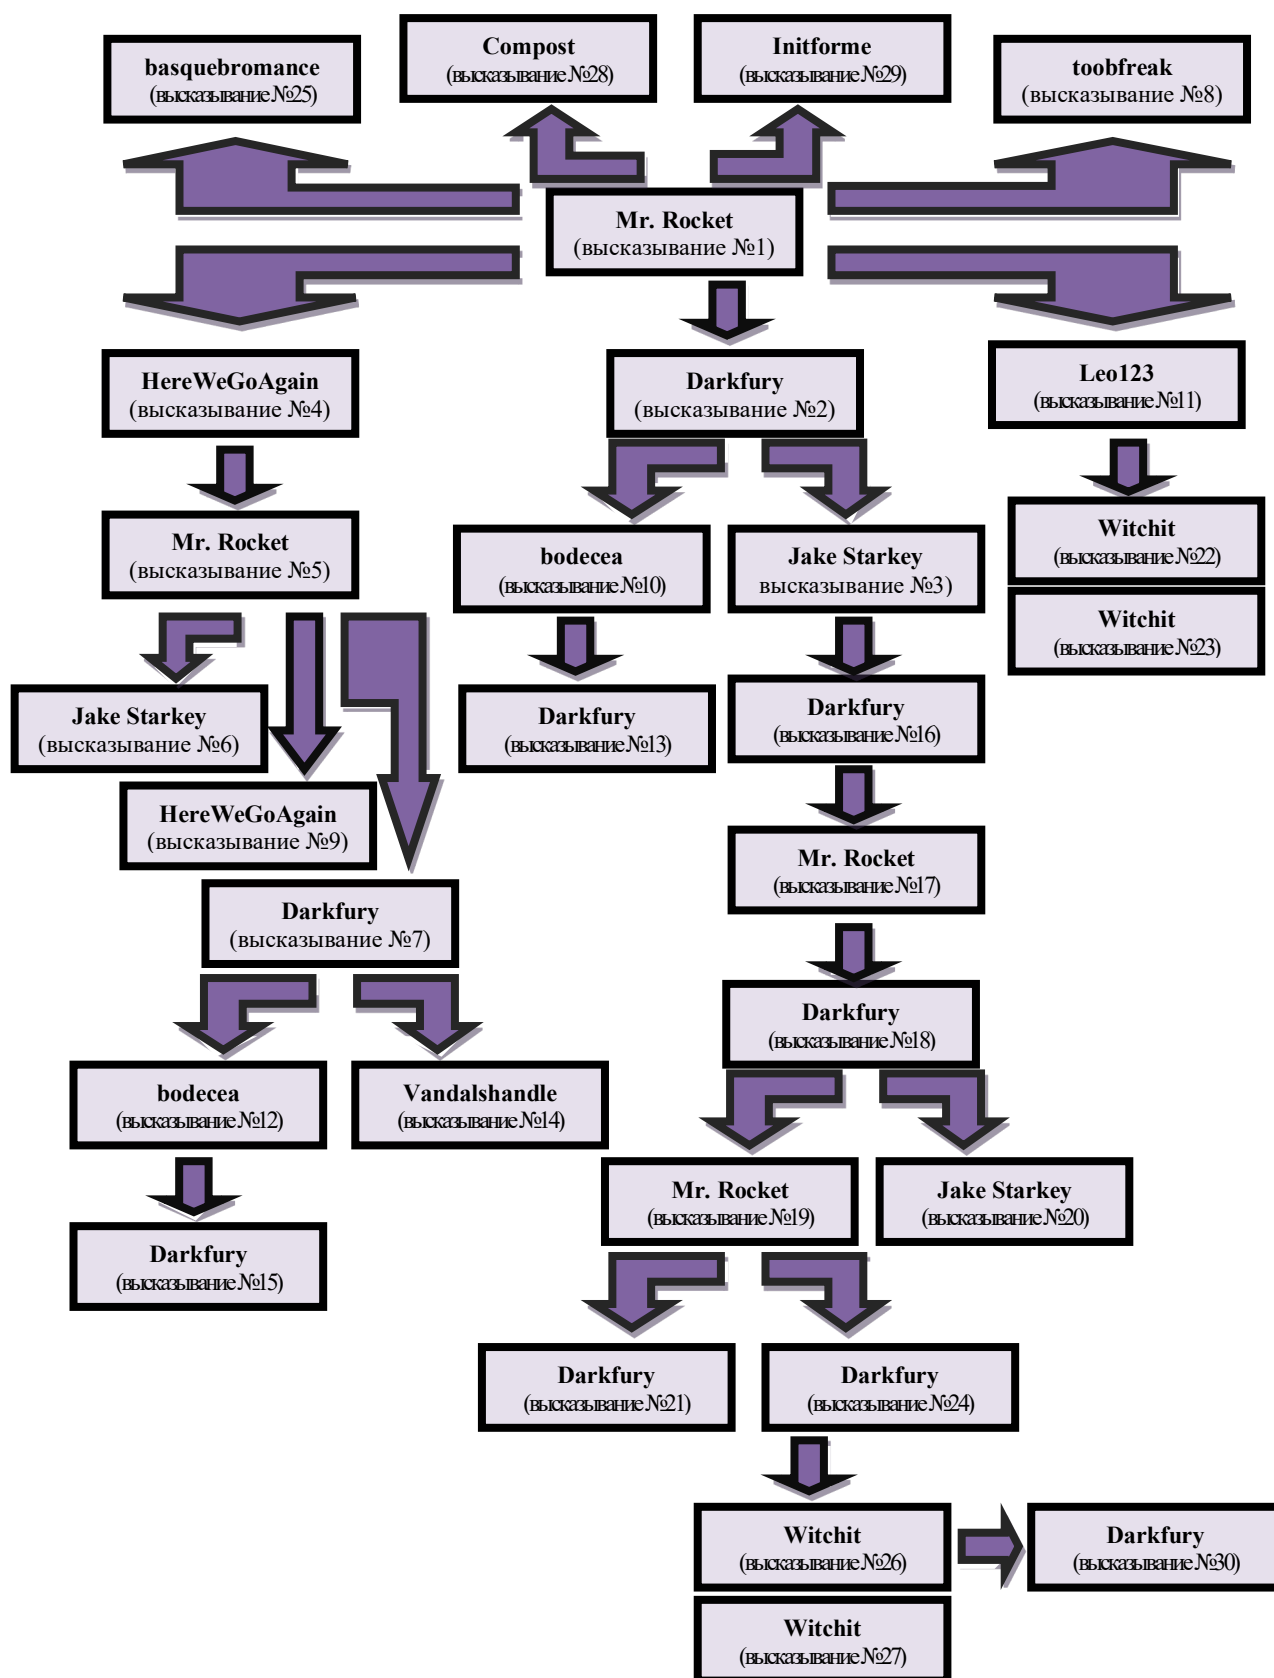 basquebromance
(высказывание №25)
Compost
(высказывание №28)
Initforme
(высказывание №29)
toobfreak
(высказывание №8)
Mr. Rocket
(высказывание №1)
HereWeGoAgain
(высказывание №4)
Darkfury
(высказывание №2)
Leo123
(высказывание №11)
Mr. Rocket
(высказывание №5)
bodecea
(высказывание №10)
Jake Starkey
высказывание №3)
Witchit
(высказывание №22)
Witchit
(высказывание №23)
Jake Starkey
(высказывание №6)
Darkfury
(высказывание №13)
Darkfury
(высказывание №16)
HereWeGoAgain
(высказывание №9)
Mr. Rocket
(высказывание №17)
Darkfury
(высказывание №7)
Darkfury
(высказывание №18)
bodecea
(высказывание №12)
Vandalshandle
(высказывание №14)
Mr. Rocket
(высказывание №19)
Jake Starkey
(высказывание №20)
Darkfury
(высказывание №15)
Darkfury
(высказывание №21)
Darkfury
(высказывание №24)
Witchit
(высказывание №26)
Darkfury
(высказывание №30)
Witchit
(высказывание №27)